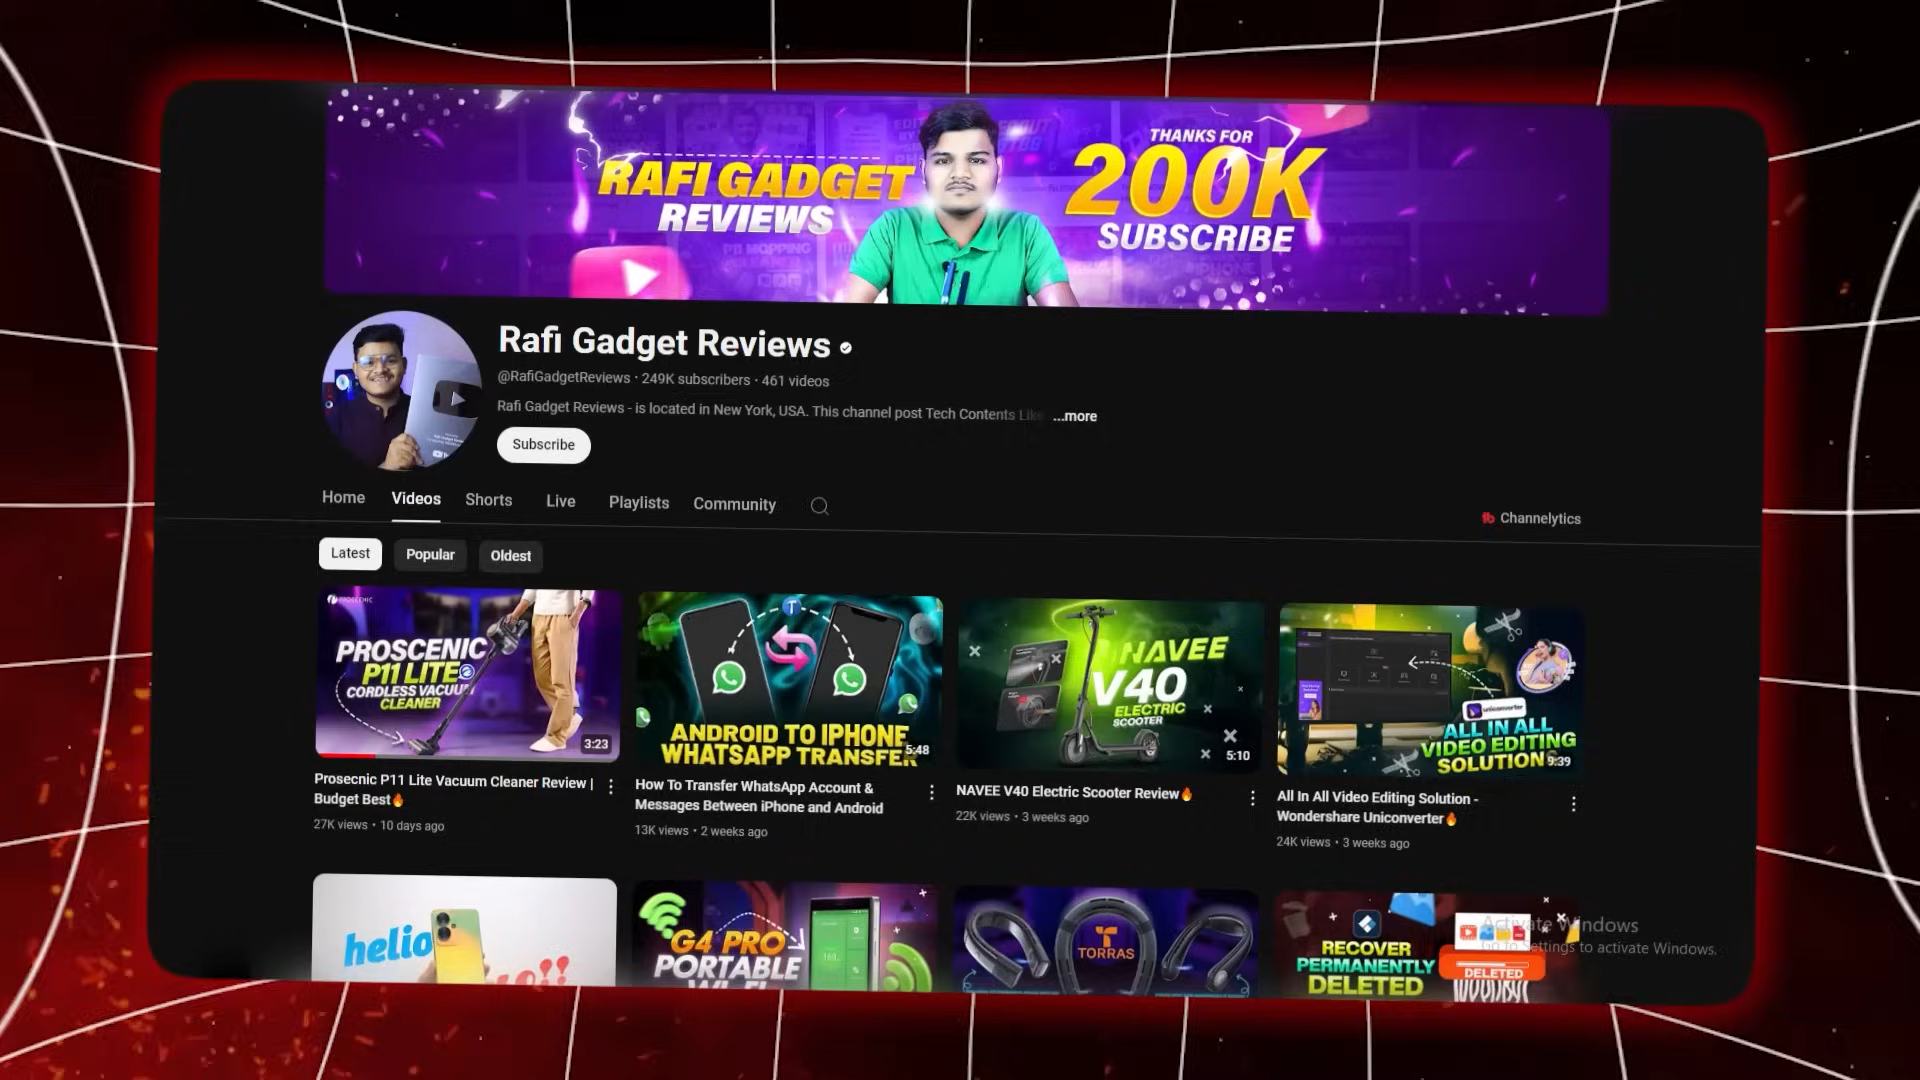 RAFI GADGET
REVIEWS
THANKS FOR
200K
SUBSCRIBE
Rafi Gadget Reviews
@RafiGadgetReviews · 249K subscribers · 461 videos
Rafi Gadget Reviews - is located in New York, USA. This channel post Tech Contents Like ...more
Subscribe
Home Videos Shorts Live Playlists Community
Channelytics
Latest Popular Oldest
PROSCENIC
PROSCENIC
P11 LITE
CORDLESS VACUUM
CLEANER
3:23
Prosecnic P11 Lite Vacuum Cleaner Review |
Budget Best🔥
27K views • 10 days ago
ANDROID TO IPHONE
WHATSAPP TRANSFER
5:48
How To Transfer WhatsApp Account &
Messages Between iPhone and Android
13K views • 2 weeks ago
NAVEE
V40
ELECTRIC
SCOOTER
5:10
NAVEE V40 Electric Scooter Review🔥
22K views • 3 weeks ago
uniconverter
ALL IN ALL
VIDEO EDITING
SOLUTION
9:39
All In All Video Editing Solution -
Wondershare Uniconverter🔥
24K views • 3 weeks ago
helio
G4 PRO
PORTABLE
WI-FI
TORRAS
RECOVER
PERMANENTLY
DELETED
DELETED
Activate Windows
Go to Settings to activate Windows.